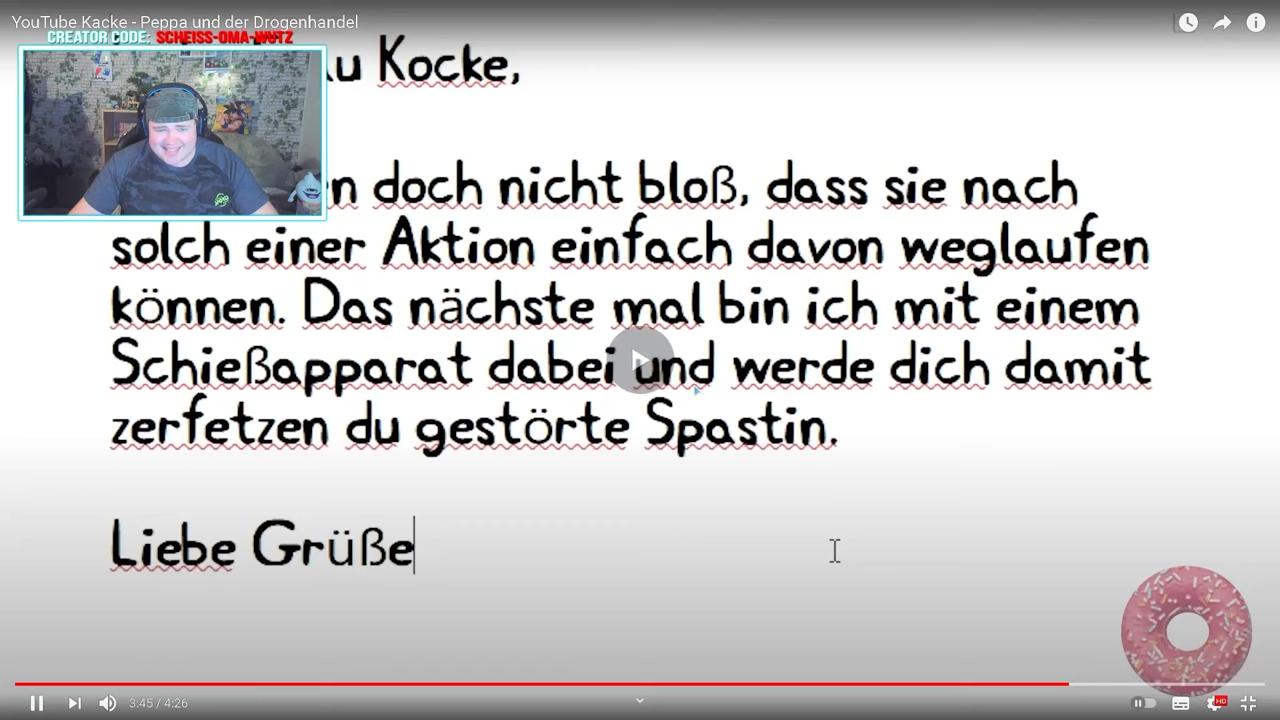 YouTube Kacke - Peppa und der Drogenhandel
CREATOR CODE: SCHEISS-OMA-WUTZ
Kocke,
doch nicht bloß, dass sie nach
solch einer Aktion einfach davon weglaufen
können. Das nächste mal bin ich mit einem
Schießapparat dabei und werde dich damit
zerfetzen du gestörte Spastin.
Liebe Grüße
3:45 / 4:26
HD